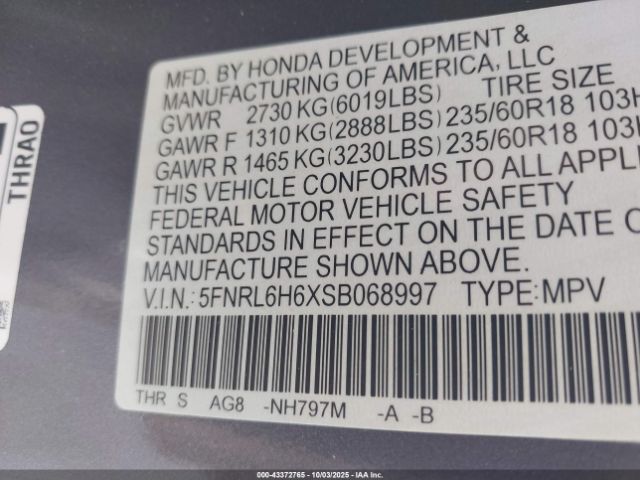 MFD. BY HONDA DEVELOPMENT &
MANUFACTURING OF AMERICA, LLC
GVWR 2730 KG(6019LBS) TIRE SIZE
GAWR F 1310 KG(2888LBS) 235/60R18 103H
GAWR R 1465 KG(3230LBS) 235/60R18 103H
THIS VEHICLE CONFORMS TO ALL APPLI
FEDERAL MOTOR VEHICLE SAFETY
STANDARDS IN EFFECT ON THE DATE O
MANUFACTURE SHOWN ABOVE.
V.I.N.: 5FNRL6H6XSB068997 TYPE: MPV
THR S AG8 -NH797M -A -B
THRAO
000-43372765 - 10/03/2025 - IAA Inc.